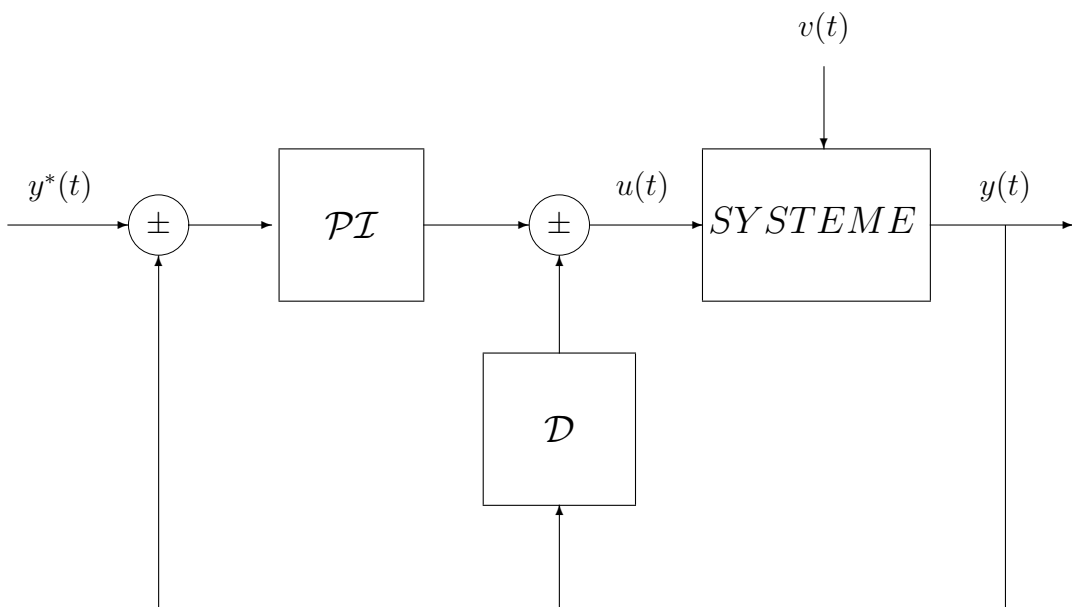 v(t)
y*(t)
±
𝒫ℐ
±
u(t)
SYSTEME
y(t)
𝒟